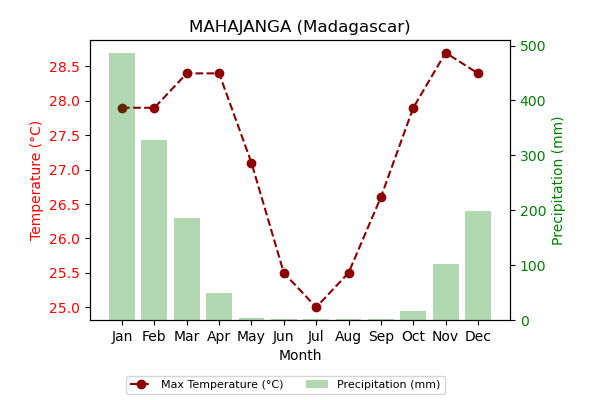 MAHAJANGA (Madagascar)
28.5
28.0
27.5
27.0
26.5
26.0
25.5
25.0
Temperature (°C)
500
400
300
200
100
0
Precipitation (mm)
Jan Feb Mar Apr May Jun Jul Aug Sep Oct Nov Dec
Month
Max Temperature (°C) Precipitation (mm)